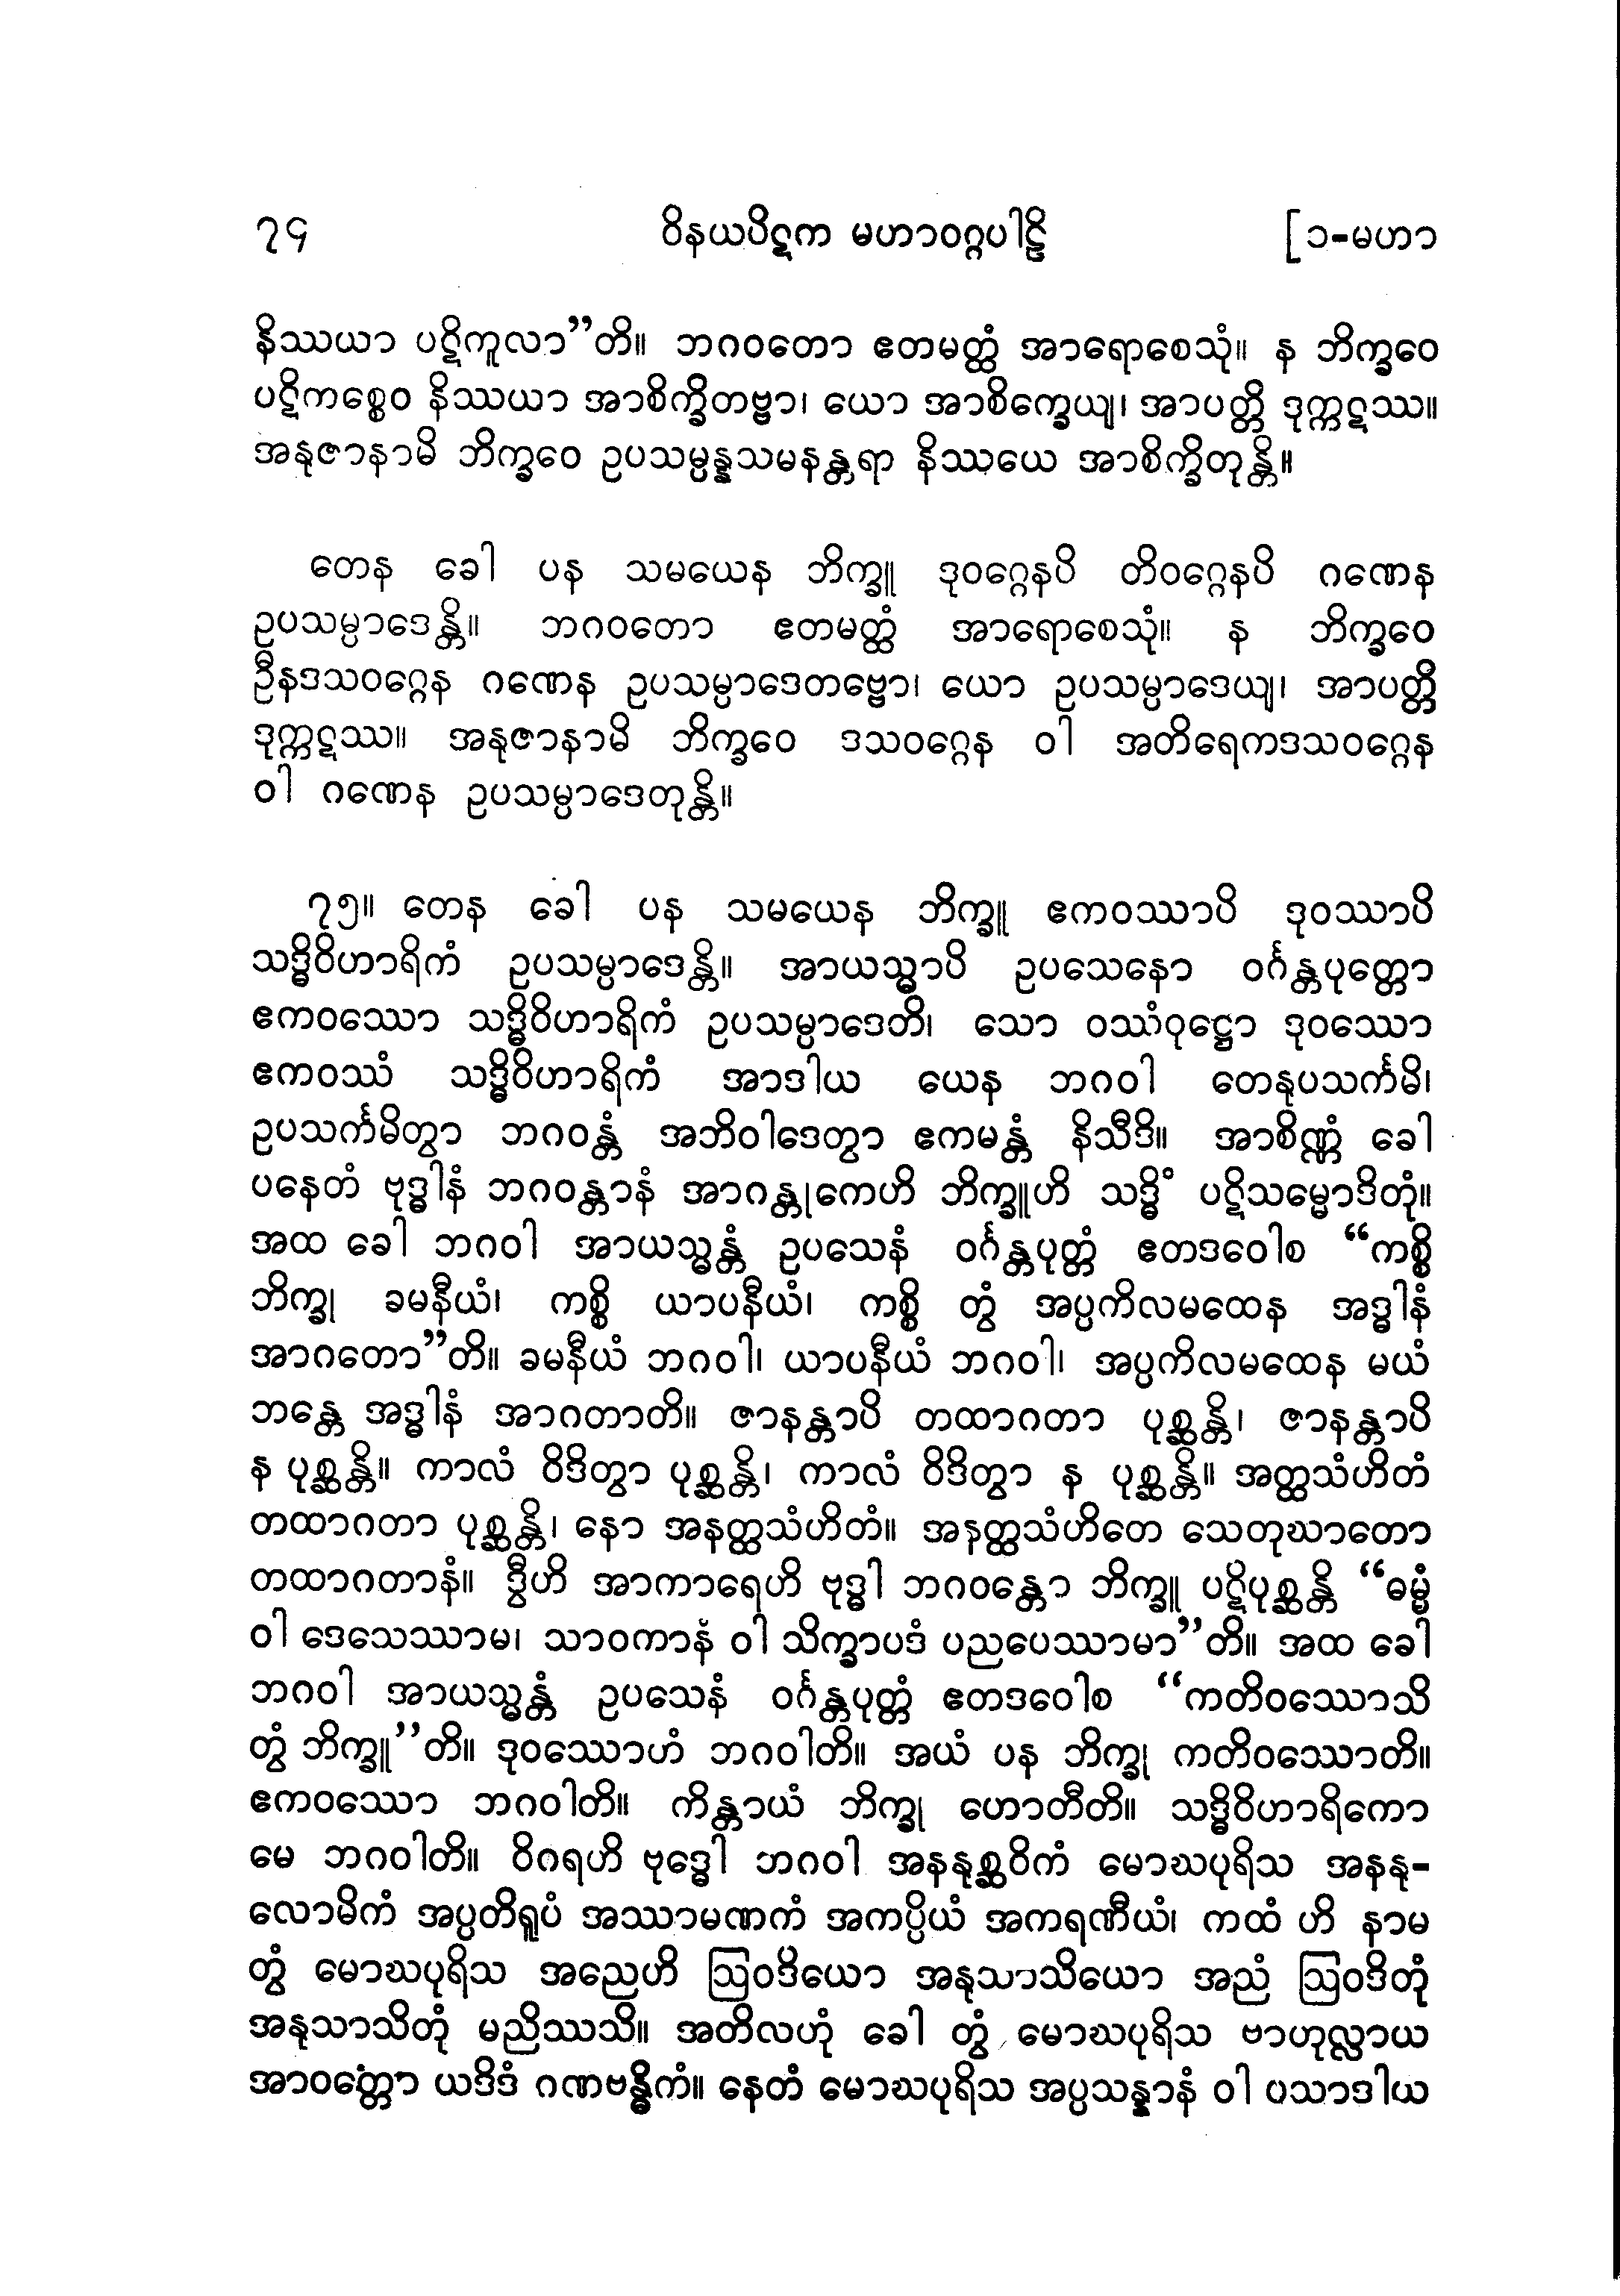 ၇၄ ဝိနယပိဋက မဟာဝဂ္ဂပါဠိ [၁-မဟာ
နိဿယာ ပဋိကူလာ”တိ။ ဘဂဝတော ဧတမတ္ထံ အာရောစေသုံ။ န ဘိက္ခဝေ
ပဋိကစ္စေဝ နိဿယာ အာစိက္ခိတဗ္ဗာ၊ ယော အာစိက္ခေယျ၊ အာပတ္တိ ဒုက္ကဋဿ။
အနုဇာနာမိ ဘိက္ခဝေ ဥပသမ္ပန္နသမနန္တရာ နိဿယေ အာစိက္ခိတုန္တိ။
တေန ခေါ ပန သမယေန ဘိက္ခူ ဒုဝဂ္ဂေနပိ တိဝဂ္ဂေနပိ ဂဏေန
ဥပသမ္ပာဒေန္တိ။ ဘဂဝတော ဧတမတ္ထံ အာရောစေသုံ။ န ဘိက္ခဝေ
ဦနဒသဝဂ္ဂေန ဂဏေန ဥပသမ္ပာဒေတဗ္ဗော၊ ယော ဥပသမ္ပာဒေယျ၊ အာပတ္တိ
ဒုက္ကဋဿ။ အနုဇာနာမိ ဘိက္ခဝေ ဒသဝဂ္ဂေန ဝါ အတိရေကဒသဝဂ္ဂေန
ဝါ ဂဏေန ဥပသမ္ပာဒေတုန္တိ။
၇၅။ တေန ခေါ ပန သမယေန ဘိက္ခူ ဧကဝဿာပိ ဒုဝဿာပိ
သဒ္ဓိဝိဟာရိကံ ဥပသမ္ပာဒေန္တိ။ အာယသ္မာပိ ဥပသေနော ဝင်္ဂန္တပုတ္တော
ဧကဝဿော သဒ္ဓိဝိဟာရိကံ ဥပသမ္ပာဒေတိ၊ သော ဝဿံဝုဋ္ဌော ဒုဝဿော
ဧကဝဿံ သဒ္ဓိဝိဟာရိကံ အာဒါယ ယေန ဘဂဝါ တေနုပသင်္ကမိ၊
ဥပသင်္ကမိတွာ ဘဂဝန္တံ အဘိဝါဒေတွာ ဧကမန္တံ နိသီဒိ။ အာစိဏ္ဏံ ခေါ
ပနေတံ ဗုဒ္ဓါနံ ဘဂဝန္တာနံ အာဂန္တုကေဟိ ဘိက္ခူဟိ သဒ္ဓိံ ပဋိသမ္မောဒိတုံ။
အထ ခေါ ဘဂဝါ အာယသ္မန္တံ ဥပသေနံ ဝင်္ဂန္တပုတ္တံ ဧတဒဝေါစ “ကစ္စိ
ဘိက္ခု ခမနီယံ၊ ကစ္စိ ယာပနီယံ၊ ကစ္စိ တွံ အပ္ပကိလမထေန အဒ္ဓါနံ
အာဂတော”တိ။ ခမနီယံ ဘဂဝါ၊ ယာပနီယံ ဘဂဝါ၊ အပ္ပကိလမထေန မယံ
ဘန္တေ အဒ္ဓါနံ အာဂတာတိ။ ဇာနန္တာပိ တထာဂတာ ပုစ္ဆန္တိ၊ ဇာနန္တာပိ
န ပုစ္ဆန္တိ။ ကာလံ ဝိဒိတွာ ပုစ္ဆန္တိ၊ ကာလံ ဝိဒိတွာ န ပုစ္ဆန္တိ။ အတ္ထသံဟိတံ
တထာဂတာ ပုစ္ဆန္တိ၊ နော အနတ္ထသံဟိတံ။ အနတ္ထသံဟိတေ သေတုဃာတော
တထာဂတာနံ။ ဒွီဟိ အာကာရေဟိ ဗုဒ္ဓါ ဘဂဝန္တော ဘိက္ခူ ပဋိပုစ္ဆန္တိ “ဓမ္မံ
ဝါ ဒေသေဿာမ၊ သာဝကာနံ ဝါ သိက္ခာပဒံ ပညပေဿာမာ”တိ။ အထ ခေါ
ဘဂဝါ အာယသ္မန္တံ ဥပသေနံ ဝင်္ဂန္တပုတ္တံ ဧတဒဝေါစ “ကတိဝဿောသိ
တွံ ဘိက္ခူ”တိ။ ဒုဝဿောဟံ ဘဂဝါတိ။ အယံ ပန ဘိက္ခု ကတိဝဿောတိ။
ဧကဝဿော ဘဂဝါတိ။ ကိန္တာယံ ဘိက္ခု ဟောတီတိ။ သဒ္ဓိဝိဟာရိကော
မေ ဘဂဝါတိ။ ဝိဂရဟိ ဗုဒ္ဓေါ ဘဂဝါ အနနုစ္ဆဝိကံ မောဃပုရိသ အနနု-
လောမိကံ အပ္ပတိရူပံ အဿာမဏကံ အကပ္ပိယံ အကရဏီယံ၊ ကထံ ဟိ နာမ
တွံ မောဃပုရိသ အညေဟိ ဩဝဒိယော အနုသာသိယော အညံ ဩဝဒိတုံ
အနုသာသိတုံ မညိဿသိ။ အတိလဟုံ ခေါ တွံ မောဃပုရိသ ဗာဟုလ္လာယ
အာဝတ္တော ယဒိဒံ ဂဏဗန္ဓိကံ။ နေတံ မောဃပုရိသ အပ္ပသန္နာနံ ဝါ ပသာဒါယ